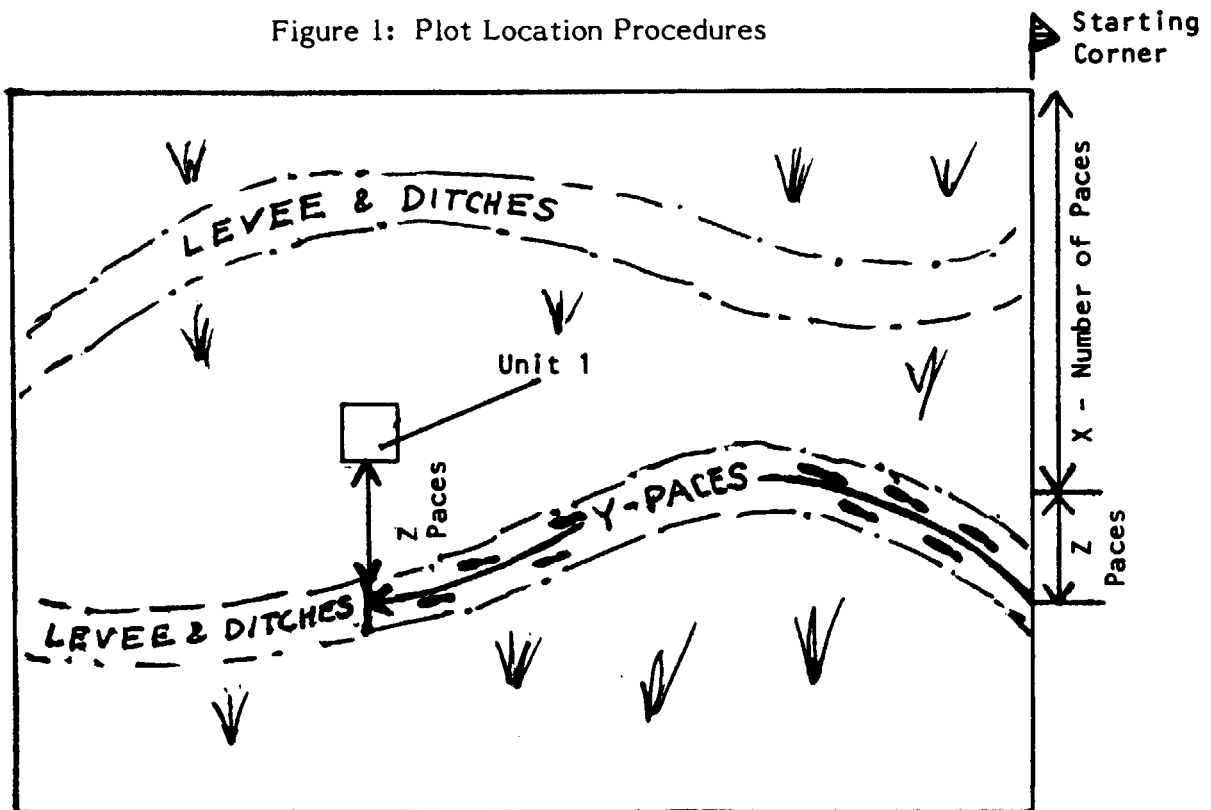 Figure 1: Plot Location Procedures
Starting
Corner
X - Number of Paces
LEVEE & DITCHES
Unit 1
Z
Paces
Y-PACES
Z
Paces
LEVEE & DITCHES